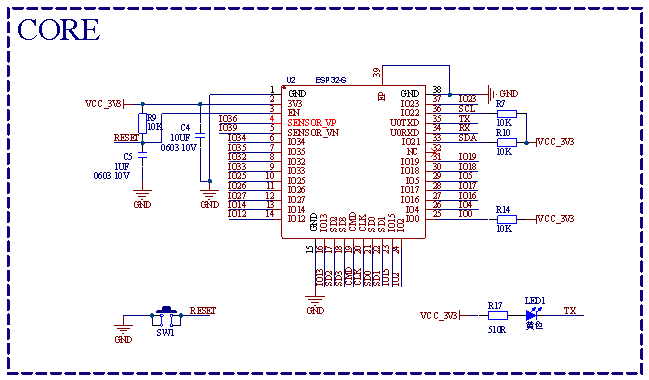 CORE
U2 ESP32-S
VCC_3V3
R9
10K
RESET
C5
1UF
0603 10V
GND
C4
10UF
0603 10V
GND
IO36
IO39
IO34
IO35
IO32
IO33
IO25
IO26
IO27
IO14
IO12
1 GND
2 3V3
3 EN
4 SENSOR_VP
5 SENSOR_VN
6 IO34
7 IO35
8 IO32
9 IO33
10 IO25
11 IO26
12 IO27
13 IO14
14 IO12
39 EP
GND 38
IO23 37 IO23
IO22 36 SCL
U0TXD 35 TX
U0RXD 34 RX
IO21 33 SDA
NC 32
IO19 31 IO19
IO18 30 IO18
IO5 29 IO5
IO17 28 IO17
IO16 27 IO16
IO4 26 IO4
IO0 25 IO0
GND
R7
10K
R10
10K
VCC_3V3
R14
10K
VCC_3V3
GND IO13 SD2 SD3 CMD CLK SD0 SD1 IO15 IO2
15 16 17 18 19 20 21 22 23 24
IO13 SD2 SD3 CMD CLK SD0 SD1 IO15 IO2
GND
GND
SW1
RESET
VCC_3V3
R17
510R
LED1
黄色
TX